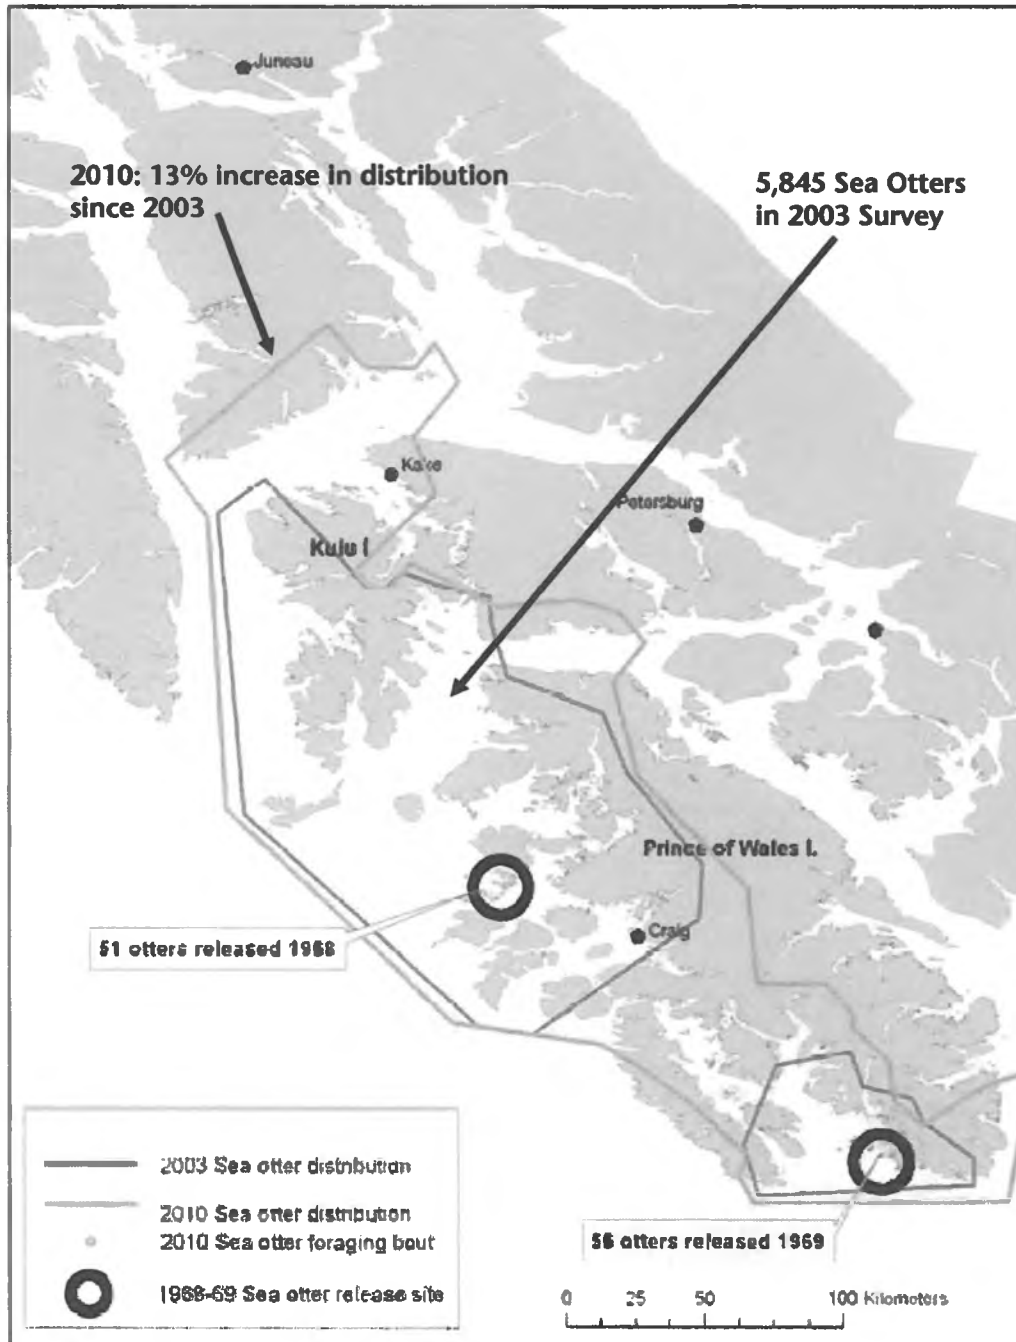 Juneau
2010: 13% increase in distribution
since 2003
5,845 Sea Otters
in 2003 Survey
Kake
Petersburg
Kuiu I
Prince of Wales I.
51 otters released 1968
Craig
2003 Sea otter distribution
2010 Sea otter distribution
2010 Sea otter foraging bout
1968-69 Sea otter release site
55 otters released 1969
0 25 50 100 Kilometers